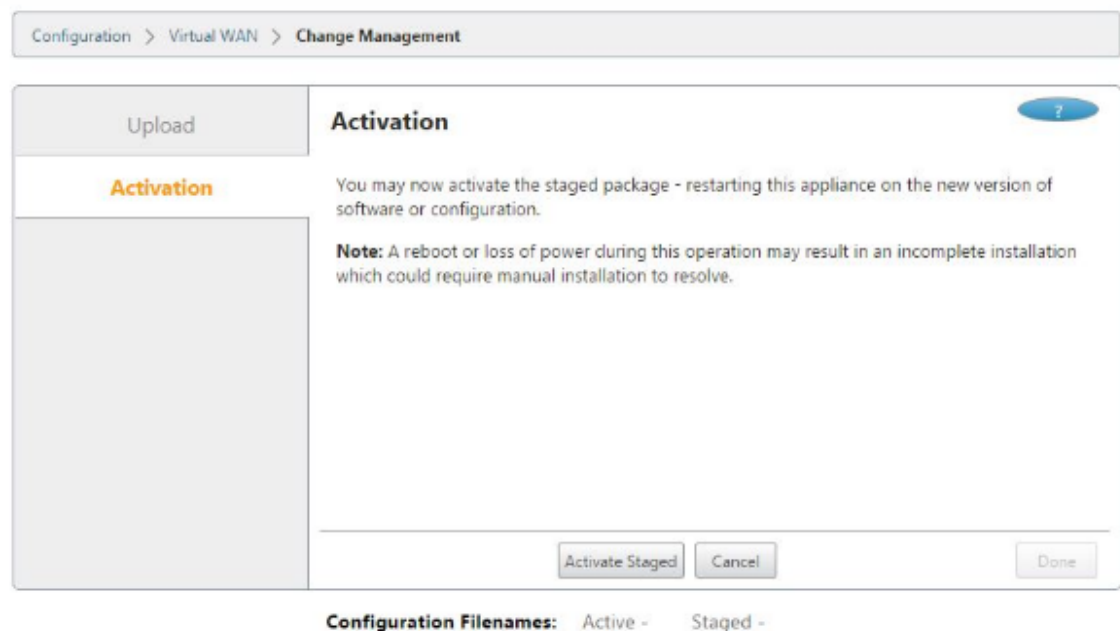 Configuration > Virtual WAN > Change Management
Upload
Activation
Activation
?
You may now activate the staged package - restarting this appliance on the new version of
software or configuration.
Note: A reboot or loss of power during this operation may result in an incomplete installation
which could require manual installation to resolve.
Activate Staged
Cancel
Done
Configuration Filenames: Active - Staged -